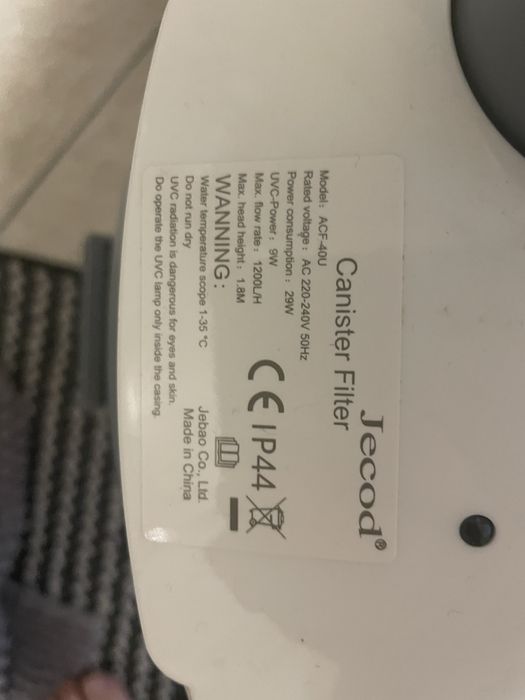 Jecod®
Canister Filter
Model: ACF-40U
Rated voltage: AC 220-240V 50Hz
Power consumption: 29W
UVC-Power: 9W
Max. flow rate: 1200L/H
Max. head height: 1.8M
CE IP44
WANNING:
Water temperature scope 1-35 °C
Do not run dry
UVC radiation is dangerous for eyes and skin.
Do operate the UVC lamp only inside the casing.
Jebao Co., Ltd.
Made in China